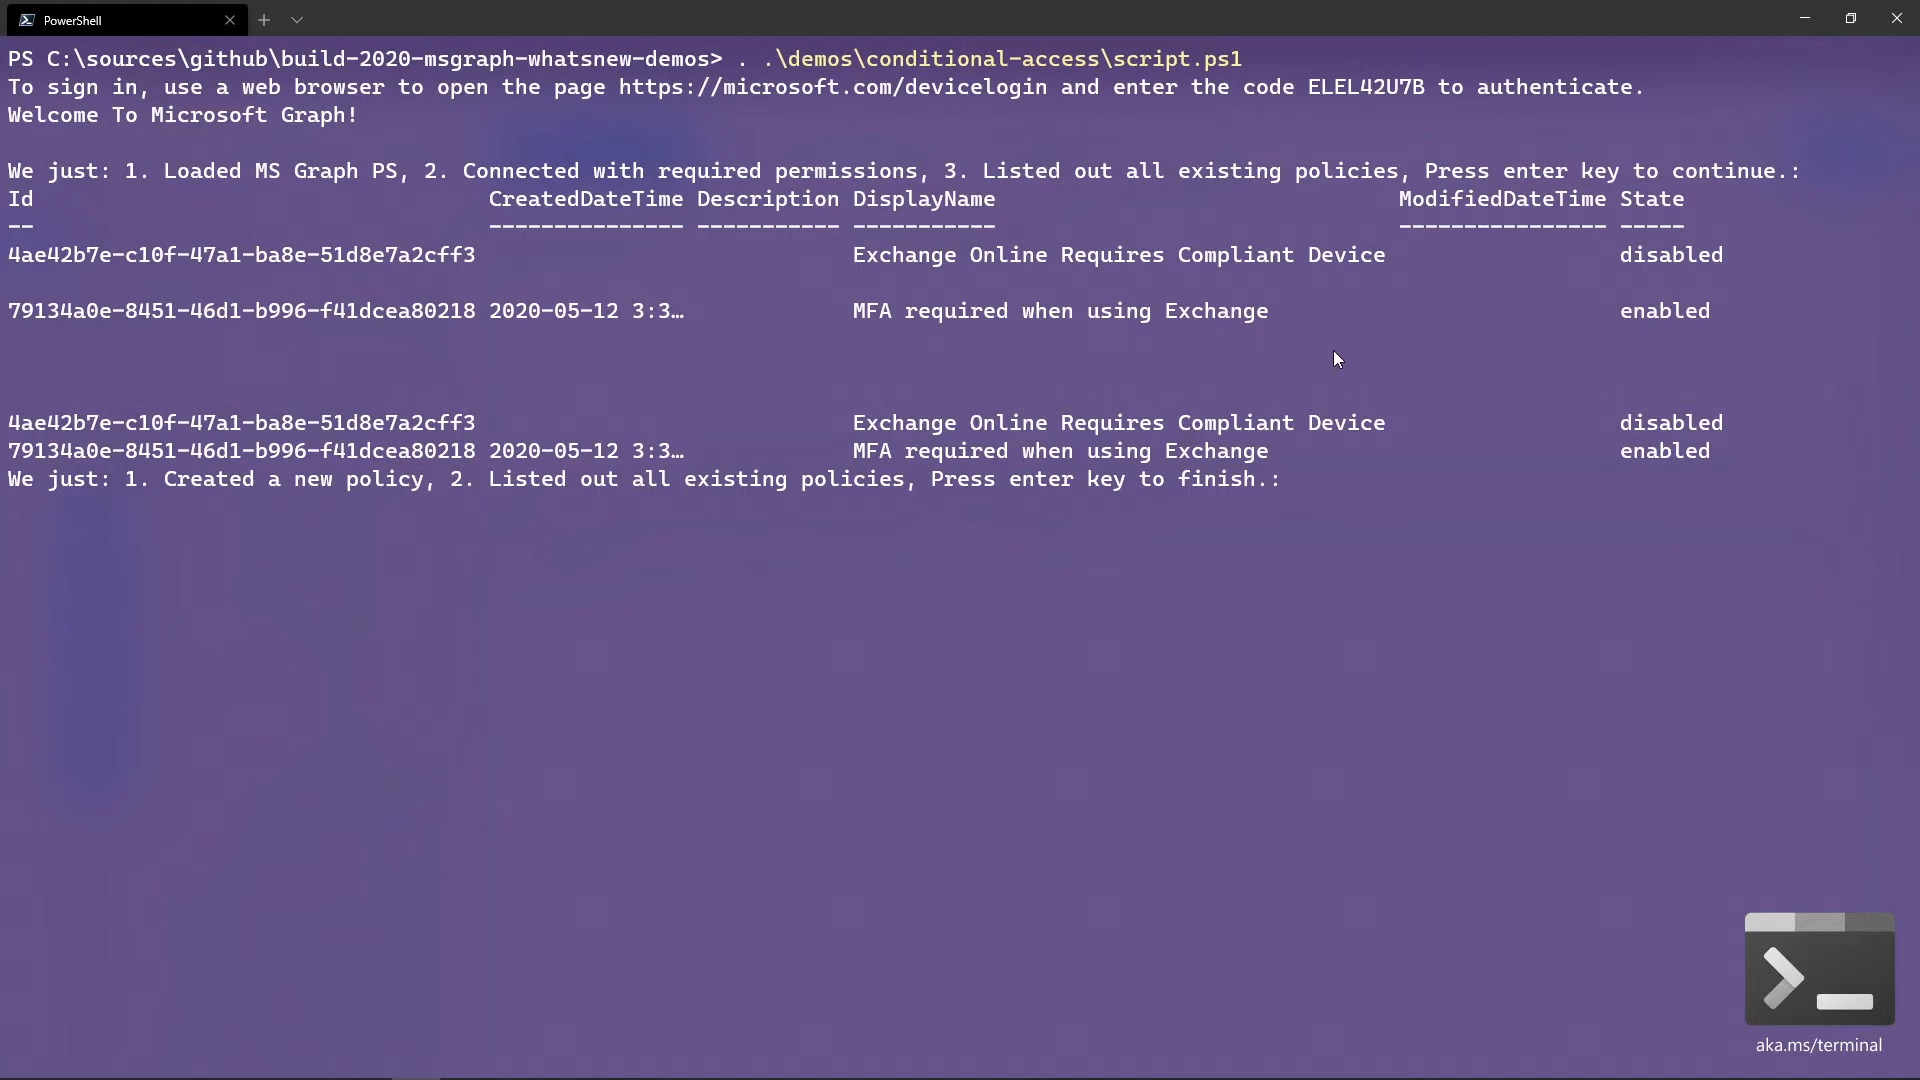 PowerShell
PS C:\sources\github\build-2020-msgraph-whatsnew-demos> . .\demos\conditional-access\script.ps1
To sign in, use a web browser to open the page https://microsoft.com/devicelogin and enter the code ELEL42U7B to authenticate.
Welcome To Microsoft Graph!
We just: 1. Loaded MS Graph PS, 2. Connected with required permissions, 3. Listed out all existing policies, Press enter key to continue.:
Id CreatedDateTime Description DisplayName ModifiedDateTime State
-- --------------- ----------- ----------- ---------------- -----
4ae42b7e-c10f-47a1-ba8e-51d8e7a2cff3 Exchange Online Requires Compliant Device disabled
79134a0e-8451-46d1-b996-f41dcea80218 2020-05-12 3:3… MFA required when using Exchange enabled
4ae42b7e-c10f-47a1-ba8e-51d8e7a2cff3 Exchange Online Requires Compliant Device disabled
79134a0e-8451-46d1-b996-f41dcea80218 2020-05-12 3:3… MFA required when using Exchange enabled
We just: 1. Created a new policy, 2. Listed out all existing policies, Press enter key to finish.:
aka.ms/terminal